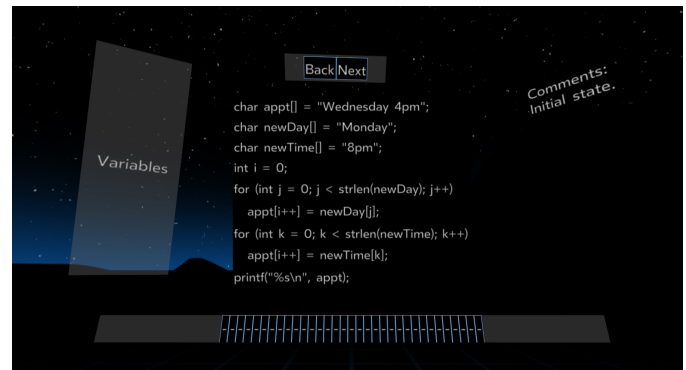 Back Next
Comments:
Initial state.
char appt[] = "Wednesday 4pm";
char newDay[] = "Monday";
char newTime[] = "8pm";
int i = 0;
for (int j = 0; j < strlen(newDay); j++)
appt[i++] = newDay[j];
for (int k = 0; k < strlen(newTime); k++)
appt[i++] = newTime[k];
printf("%s\n", appt);
Variables